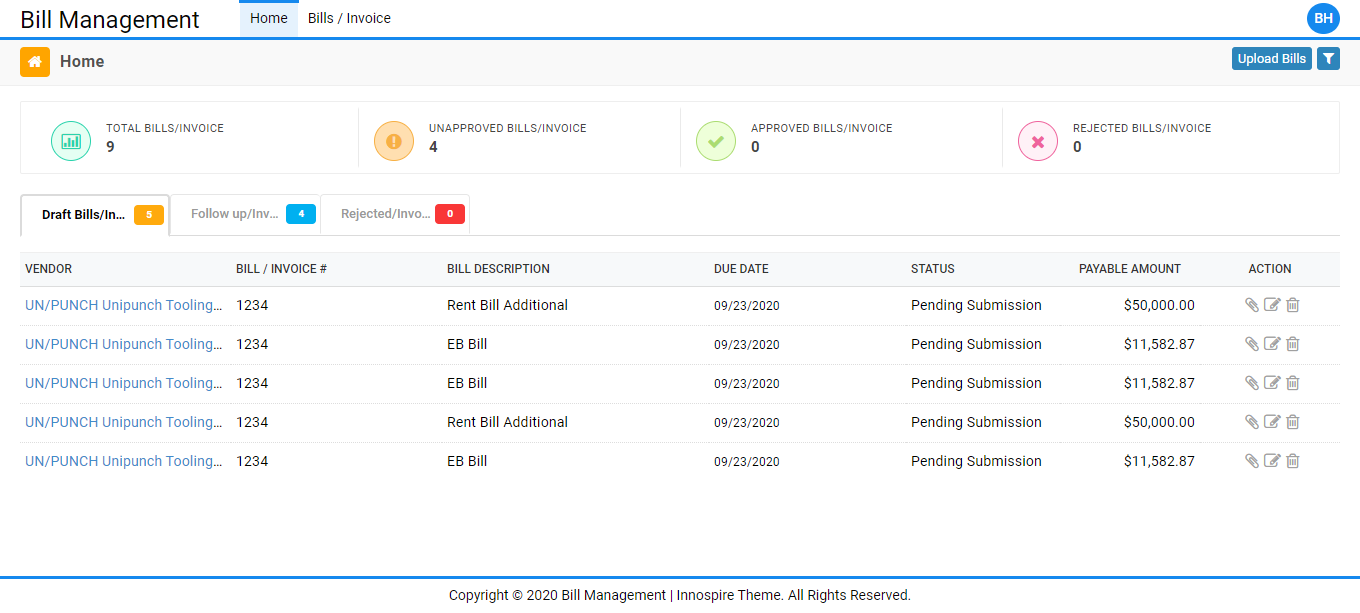 Bill Management Home Bills / Invoice BH
Home Upload Bills
TOTAL BILLS/INVOICE UNAPPROVED BILLS/INVOICE APPROVED BILLS/INVOICE REJECTED BILLS/INVOICE
9 4 0 0
Draft Bills/In... 5 Follow up/Inv... 4 Rejected/Invo... 0
VENDOR BILL / INVOICE # BILL DESCRIPTION DUE DATE STATUS PAYABLE AMOUNT ACTION
UN/PUNCH Unipunch Tooling... 1234 Rent Bill Additional 09/23/2020 Pending Submission $50,000.00
UN/PUNCH Unipunch Tooling... 1234 EB Bill 09/23/2020 Pending Submission $11,582.87
UN/PUNCH Unipunch Tooling... 1234 EB Bill 09/23/2020 Pending Submission $11,582.87
UN/PUNCH Unipunch Tooling... 1234 Rent Bill Additional 09/23/2020 Pending Submission $50,000.00
UN/PUNCH Unipunch Tooling... 1234 EB Bill 09/23/2020 Pending Submission $11,582.87
Copyright © 2020 Bill Management | Innospire Theme. All Rights Reserved.